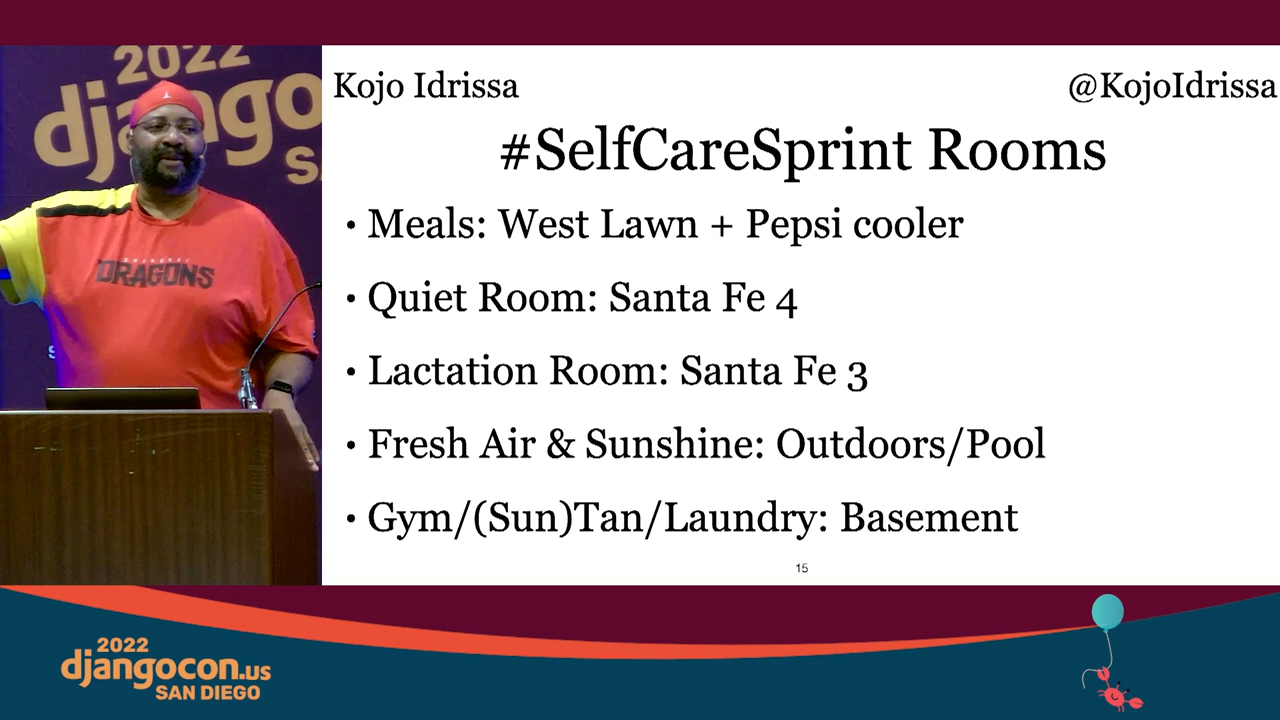 2022
djangocon
Kojo Idrissa
@KojoIdrissa
#SelfCareSprint Rooms
• Meals: West Lawn + Pepsi cooler
• Quiet Room: Santa Fe 4
• Lactation Room: Santa Fe 3
• Fresh Air & Sunshine: Outdoors/Pool
• Gym/(Sun)Tan/Laundry: Basement
15
DRAGONS
2022
djangocon.us
SAN DIEGO